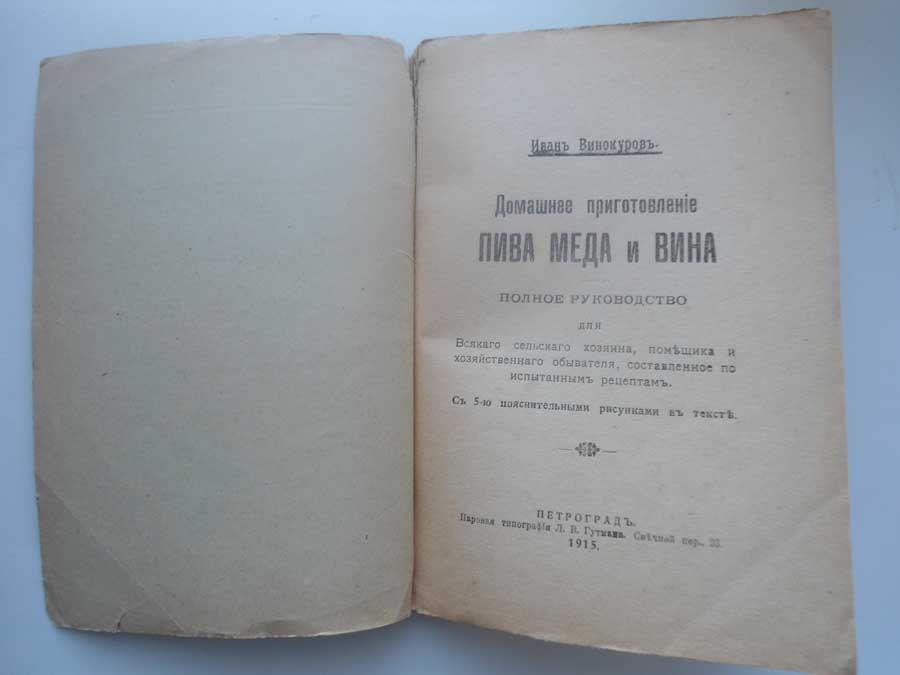 Иванъ Винокуровъ.
Домашнее приготовленіе
ПИВА МЕДА и ВИНА
ПОЛНОЕ РУКОВОДСТВО
для
Всякаго сельскаго хозяина, помѣщика и
хозяйственнаго обывателя, составленное по
испытаннымъ рецептамъ.
Съ 5-ю пояснительными рисунками въ текстѣ.
ПЕТРОГРАДЪ.
Паровая типографія Л. В. Гутмана. Свѣчной пер.,
1915.